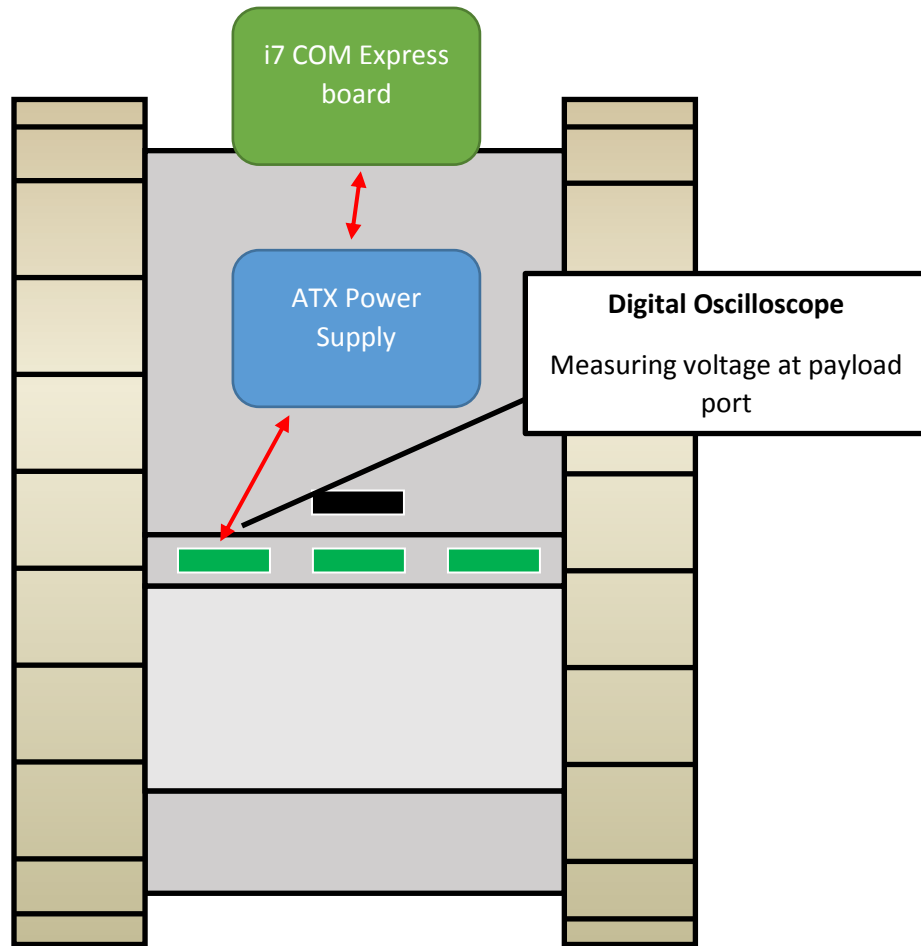 i7 COM Express
board
ATX Power
Supply
Digital Oscilloscope
Measuring voltage at payload
port